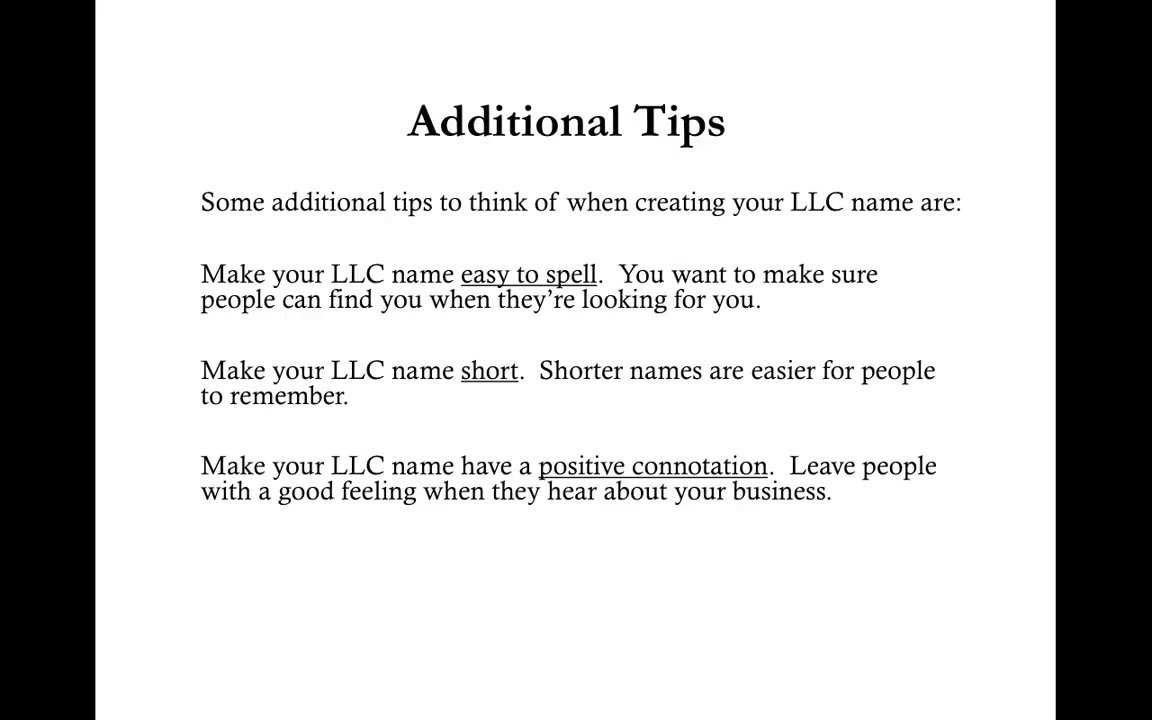 Additional Tips
Some additional tips to think of when creating your LLC name are:
Make your LLC name easy to spell.  You want to make sure
people can find you when they’re looking for you.
Make your LLC name short.  Shorter names are easier for people
to remember.
Make your LLC name have a positive connotation.  Leave people
with a good feeling when they hear about your business.